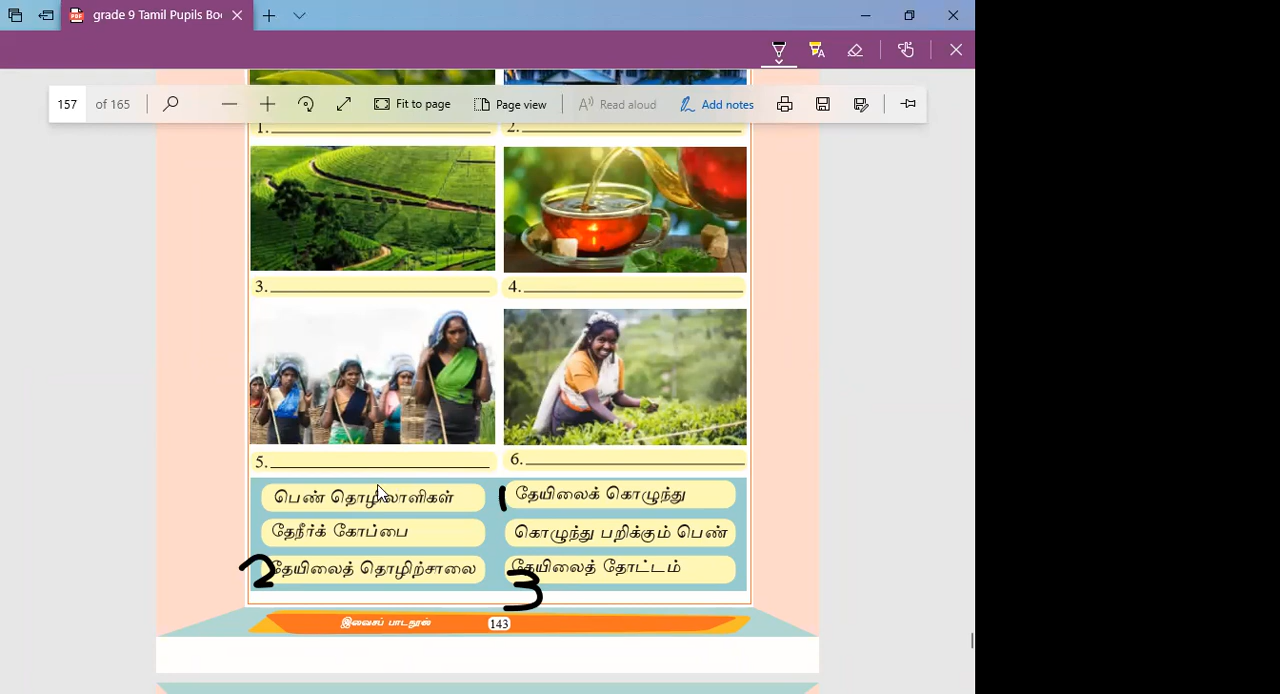 grade 9 Tamil Pupils Bo
157 of 165 Fit to page Page view Read aloud Add notes
1. 2.
3. 4.
5. 6.
பெண் தொழிலாளிகள் 1 தேயிலைக் கொழுந்து
தேநீர்க் கோப்பை கொழுந்து பறிக்கும் பெண்
2 தேயிலைத் தொழிற்சாலை தேயிலைத் தோட்டம்
3
இலவசப் பாடநூல் 143